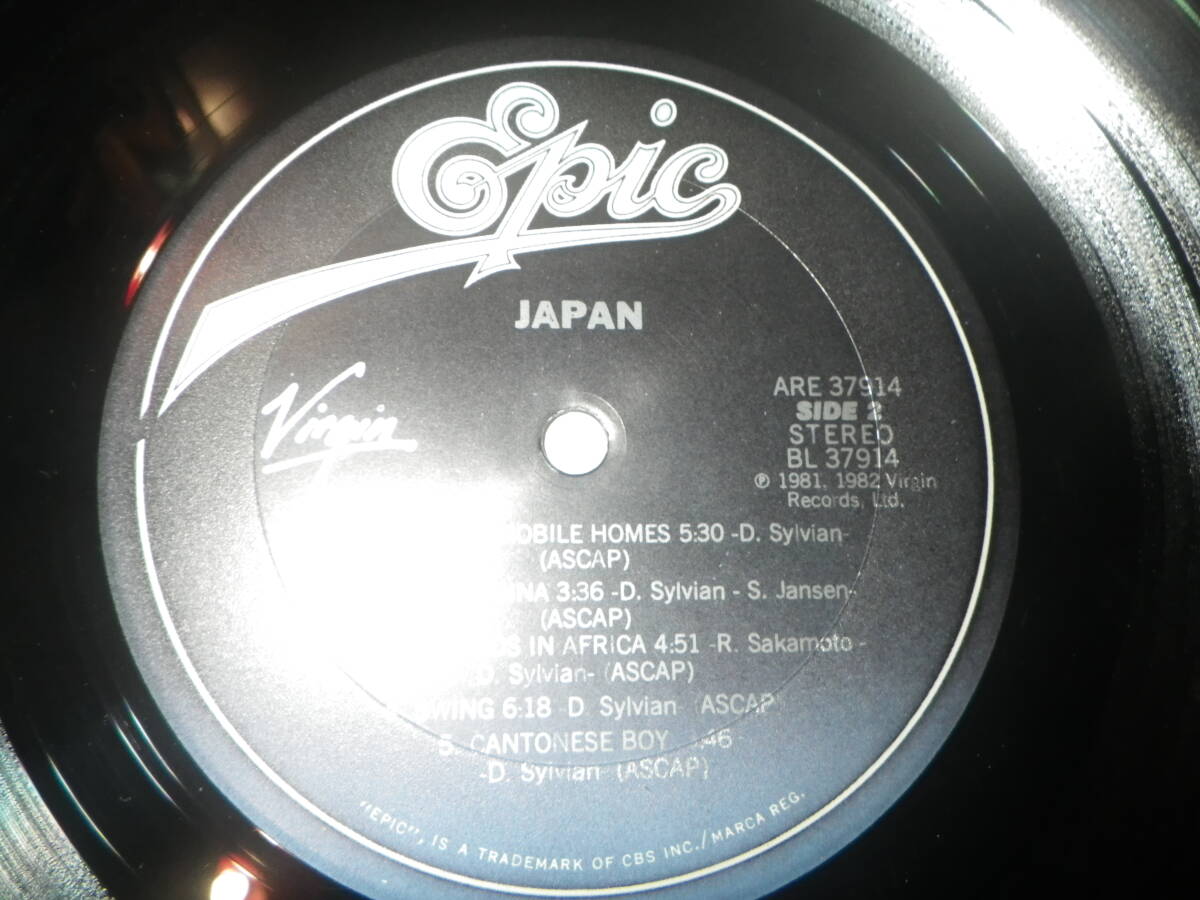 Epic
JAPAN
Virgin
ARE 37914
SIDE 2
STEREO
BL 37914
℗ 1981, 1982 Virgin
Records, Ltd.
HOMES 5:30 -D. Sylvian-
(ASCAP)
3:36 -D. Sylvian - S. Jansen-
(ASCAP)
IN AFRICA 4:51 -R. Sakamoto -
D. Sylvian- (ASCAP)
6:18 D. Sylvian (ASCAP)
5. CANTONESE BOY :46
-D. Sylvian- (ASCAP)
"EPIC", IS A TRADEMARK OF CBS INC./MARCA REG.